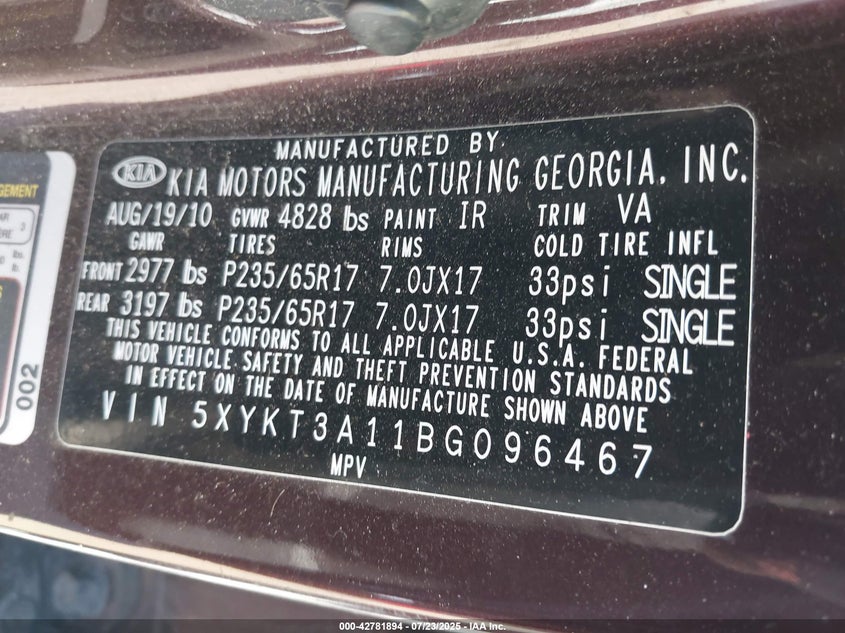 MANUFACTURED BY
KIA KIA MOTORS MANUFACTURING GEORGIA, INC.
AUG/19/10 GVWR 4828 lbs PAINT IR TRIM VA
GAWR TIRES RIMS COLD TIRE INFL
FRONT 2977 lbs P235/65R17 7.0JX17 33psi SINGLE
REAR 3197 lbs P235/65R17 7.0JX17 33psi SINGLE
THIS VEHICLE CONFORMS TO ALL APPLICABLE U.S.A. FEDERAL
MOTOR VEHICLE SAFETY AND THEFT PREVENTION STANDARDS
IN EFFECT ON THE DATE OF MANUFACTURE SHOWN ABOVE
VIN 5XYKT3A11BG096467
MPV
002
000-42781894 | 07/23/2025 - IAA Inc.